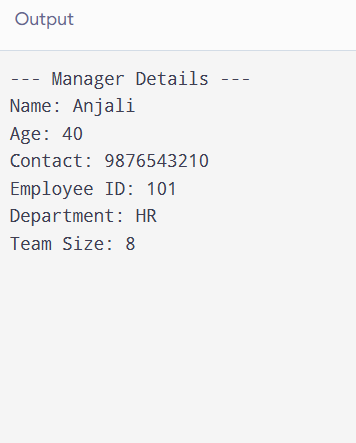 Output
--- Manager Details ---
Name: Anjali
Age: 40
Contact: 9876543210
Employee ID: 101
Department: HR
Team Size: 8